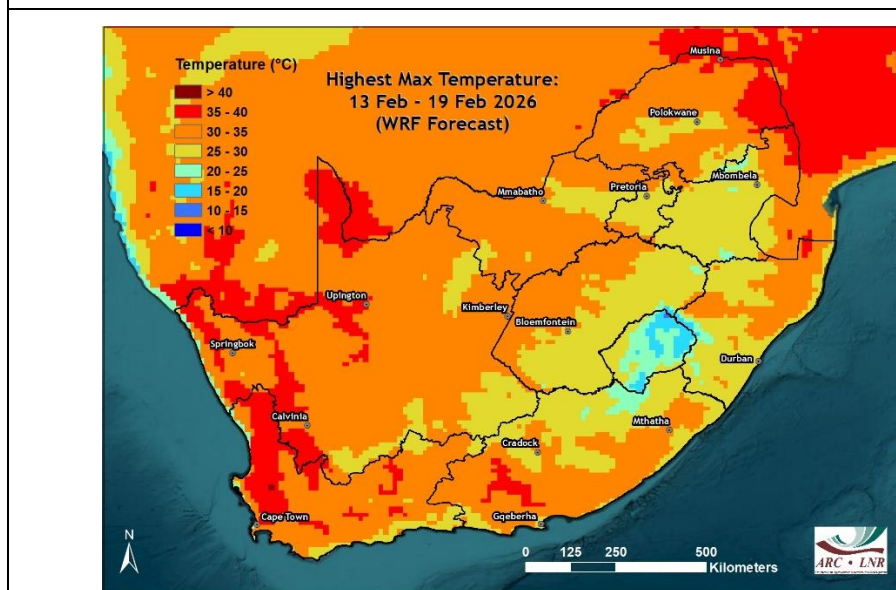 Temperature (°C)
> 40
35 - 40
30 - 35
25 - 30
20 - 25
15 - 20
10 - 15
< 10
Highest Max Temperature:
13 Feb - 19 Feb 2026
(WRF Forecast)
Musina
Polokwane
Mbombela
Pretoria
Mmabatho
Upington
Kimberley
Bloemfontein
Springbok
Durban
Calvinia
Mthatha
Cradock
Cape Town
Gqeberha
N
0 125 250 500
Kilometers
ARC • LNR